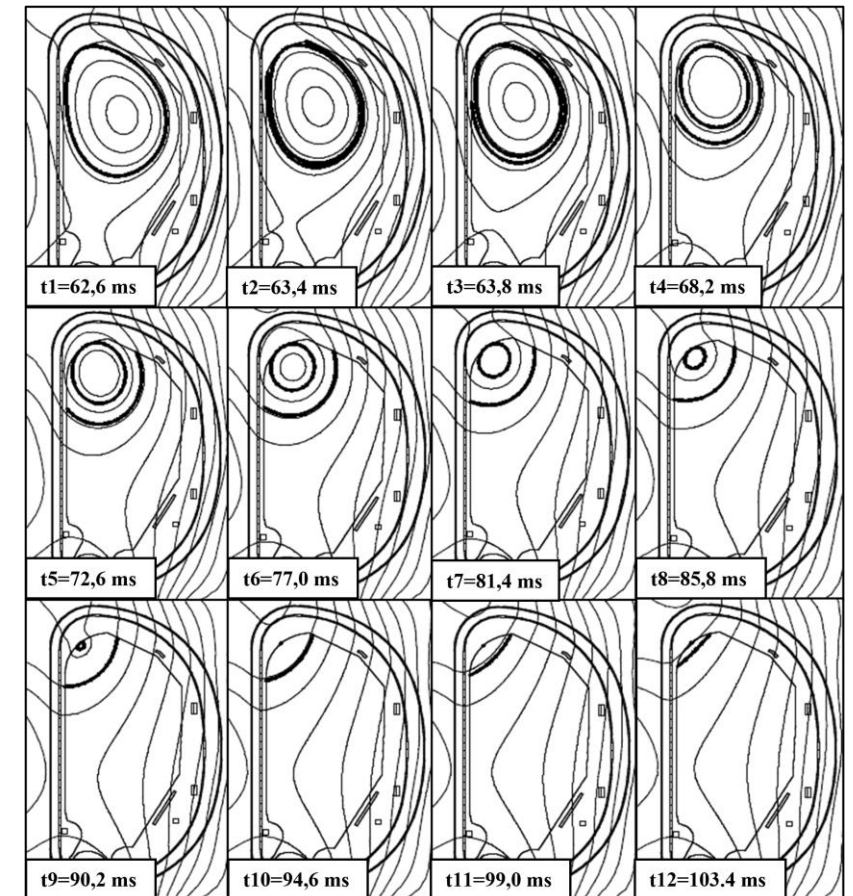 t1=62,6 ms
t2=63,4 ms
t3=63,8 ms
t4=68,2 ms
t5=72,6 ms
t6=77,0 ms
t7=81,4 ms
t8=85,8 ms
t9=90,2 ms
t10=94,6 ms
t11=99,0 ms
t12=103.4 ms